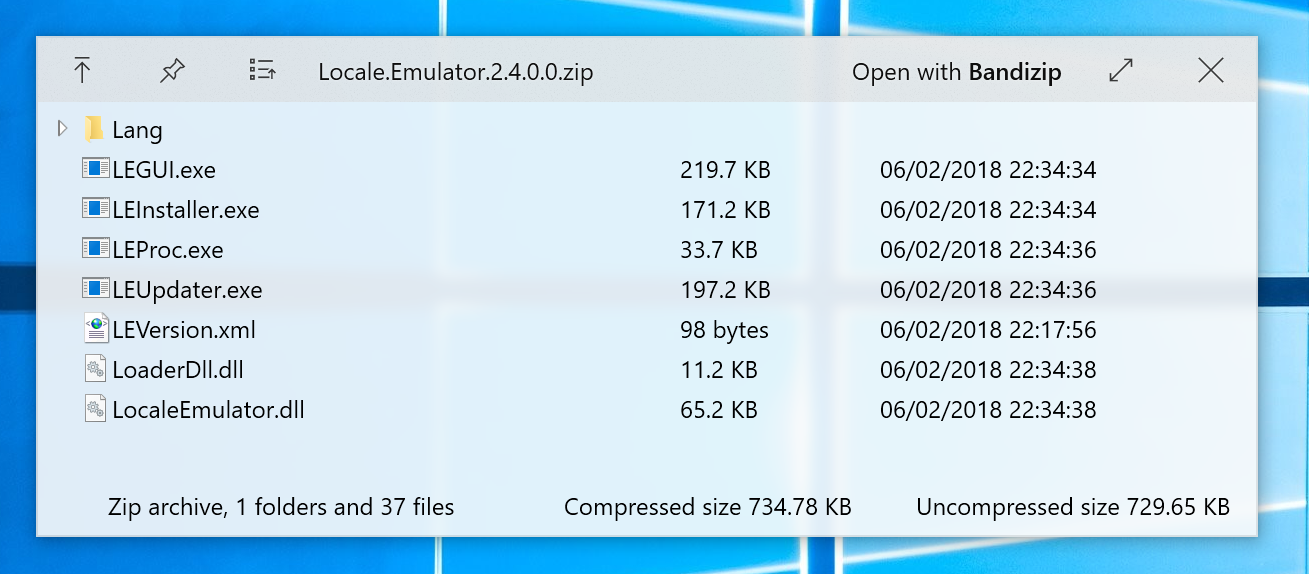 Locale.Emulator.2.4.0.0.zip Open with Bandizip
Lang
LEGUI.exe 219.7 KB 06/02/2018 22:34:34
LEInstaller.exe 171.2 KB 06/02/2018 22:34:34
LEProc.exe 33.7 KB 06/02/2018 22:34:36
LEUpdater.exe 197.2 KB 06/02/2018 22:34:36
LEVersion.xml 98 bytes 06/02/2018 22:17:56
LoaderDll.dll 11.2 KB 06/02/2018 22:34:38
LocaleEmulator.dll 65.2 KB 06/02/2018 22:34:38
Zip archive, 1 folders and 37 files Compressed size 734.78 KB Uncompressed size 729.65 KB